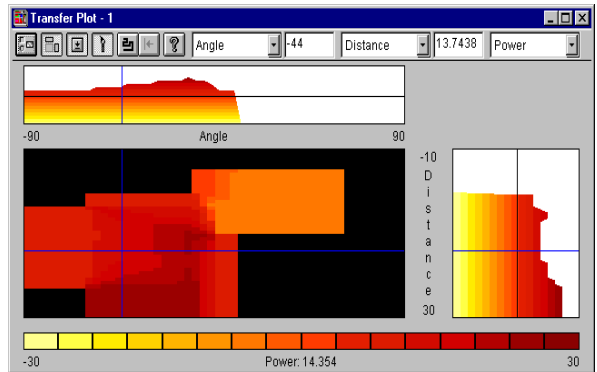 Transfer Plot - 1
Angle -44 Distance 13.7438 Power
-90 Angle 90
-10
D
i
s
t
a
n
c
e
30
-30 Power: 14.354 30